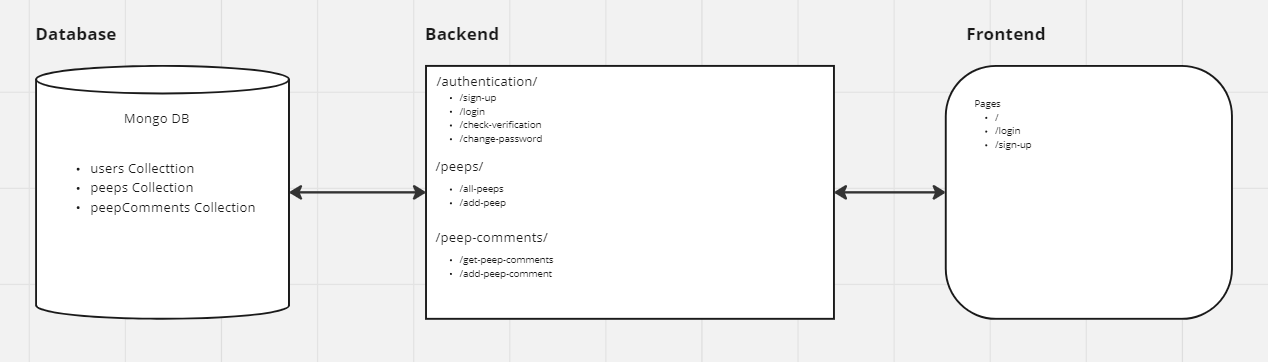 Database
Mongo DB
• users Collecttion
• peeps Collection
• peepComments Collection
Backend
/authentication/
• /sign-up
• /login
• /check-verification
• /change-password
/peeps/
• /all-peeps
• /add-peep
/peep-comments/
• /get-peep-comments
• /add-peep-comment
Frontend
Pages
• /
• /login
• /sign-up